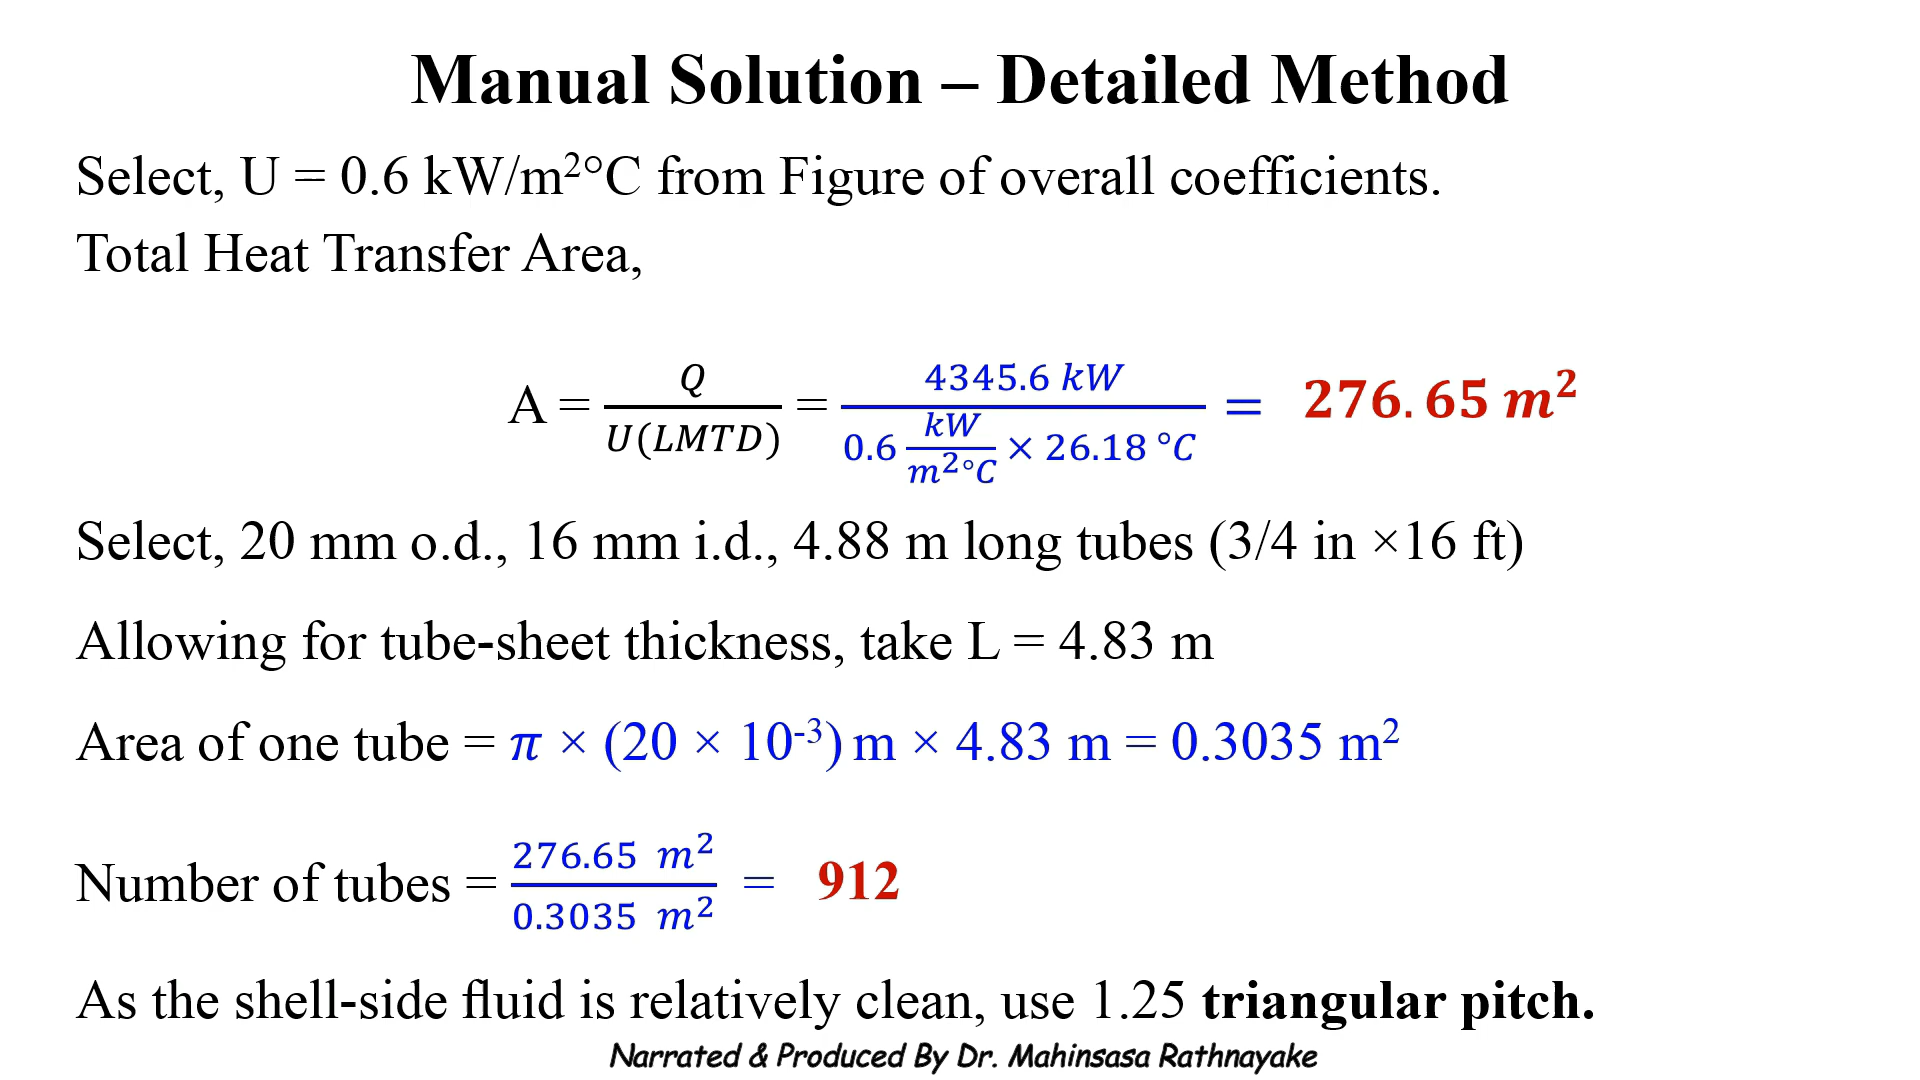 Manual Solution – Detailed Method
Select, U = 0.6 kW/m²°C from Figure of overall coefficients.
Total Heat Transfer Area,
A = Q / U(LMTD) = 4345.6 kW / 0.6 kW/m²°C × 26.18 °C = 276.65 m²
Select, 20 mm o.d., 16 mm i.d., 4.88 m long tubes (3/4 in ×16 ft)
Allowing for tube-sheet thickness, take L = 4.83 m
Area of one tube = π × (20 × 10⁻³) m × 4.83 m = 0.3035 m²
Number of tubes = 276.65 m² / 0.3035 m² = 912
As the shell-side fluid is relatively clean, use 1.25 triangular pitch.
Narrated & Produced By Dr. Mahinsasa Rathnayake